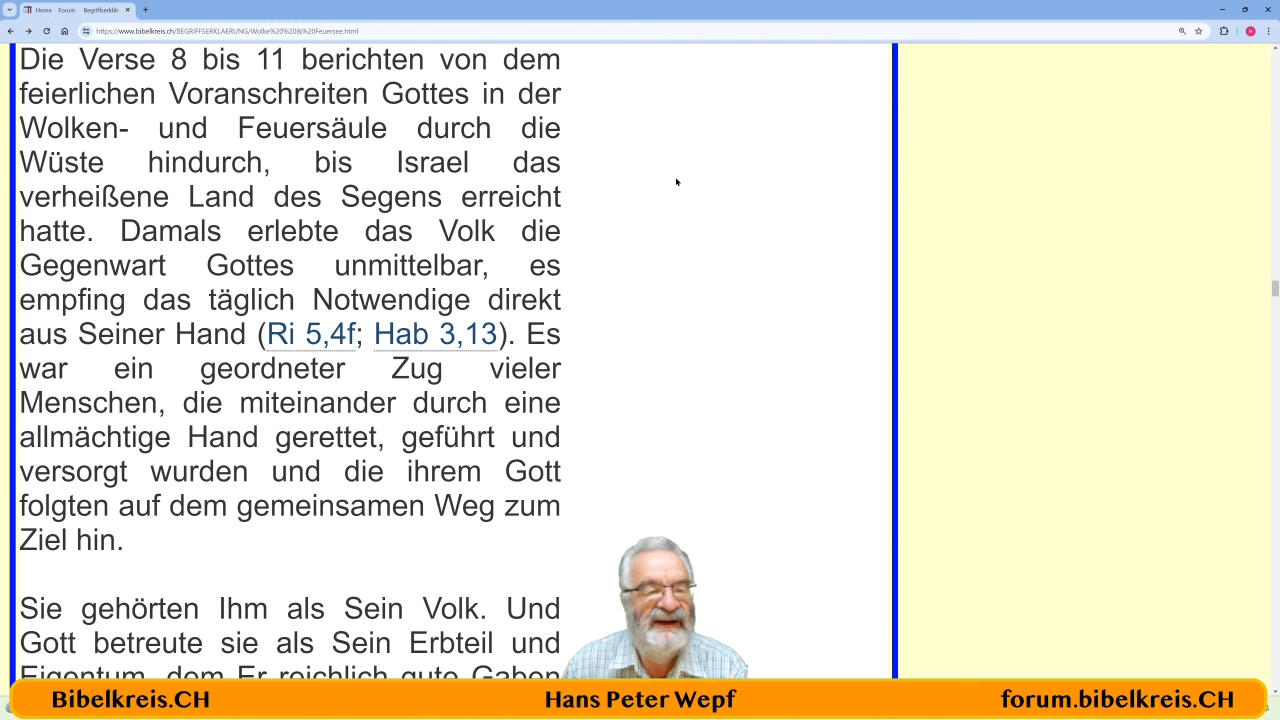 Home Forum Begriffserklär
https://www.bibelkreis.ch/BEGRIFFSERKLAERUNG/Wolke%20%20&%20Feuersee.html
Die Verse 8 bis 11 berichten von dem
feierlichen Voranschreiten Gottes in der
Wolken- und Feuersäule durch die
Wüste hindurch, bis Israel das
verheißene Land des Segens erreicht
hatte. Damals erlebte das Volk die
Gegenwart Gottes unmittelbar, es
empfing das täglich Notwendige direkt
aus Seiner Hand (Ri 5,4f; Hab 3,13). Es
war ein geordneter Zug vieler
Menschen, die miteinander durch eine
allmächtige Hand gerettet, geführt und
versorgt wurden und die ihrem Gott
folgten auf dem gemeinsamen Weg zum
Ziel hin.
Sie gehörten Ihm als Sein Volk. Und
Gott betreute sie als Sein Erbteil und
Eigentum, dem Er reichlich gute Gaben
Bibelkreis.CH Hans Peter Wepf forum.bibelkreis.CH